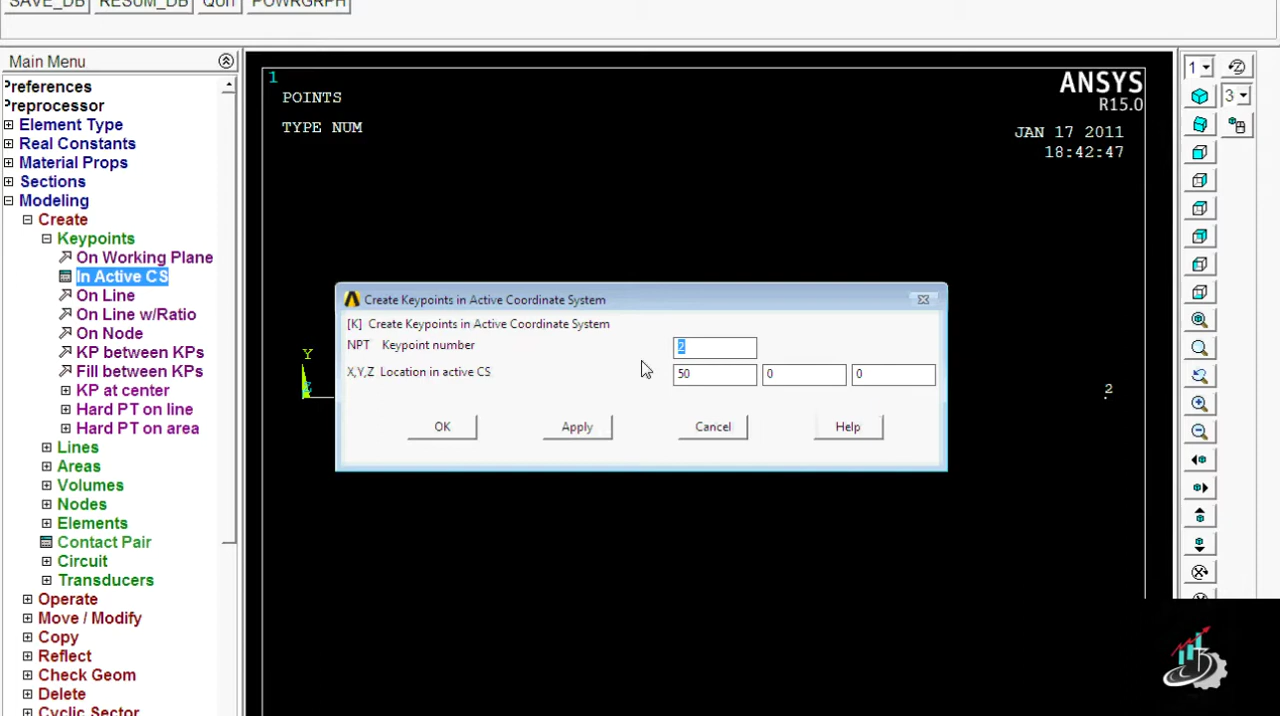 SAVE_DB RESUM_DB QUIT POWRGRPH
Main Menu
Preferences
Preprocessor
Element Type
Real Constants
Material Props
Sections
Modeling
Create
Keypoints
On Working Plane
In Active CS
On Line
On Line w/Ratio
On Node
KP between KPs
Fill between KPs
KP at center
Hard PT on line
Hard PT on area
Lines
Areas
Volumes
Nodes
Elements
Contact Pair
Circuit
Transducers
Operate
Move / Modify
Copy
Reflect
Check Geom
Delete
Cyclic Sector
1
POINTS
TYPE NUM
ANSYS
R15.0
JAN 17 2011
18:42:47
Y
Z
2
Create Keypoints in Active Coordinate System
[K] Create Keypoints in Active Coordinate System
NPT Keypoint number 2
X,Y,Z Location in active CS 50 0 0
OK Apply Cancel Help
1
3